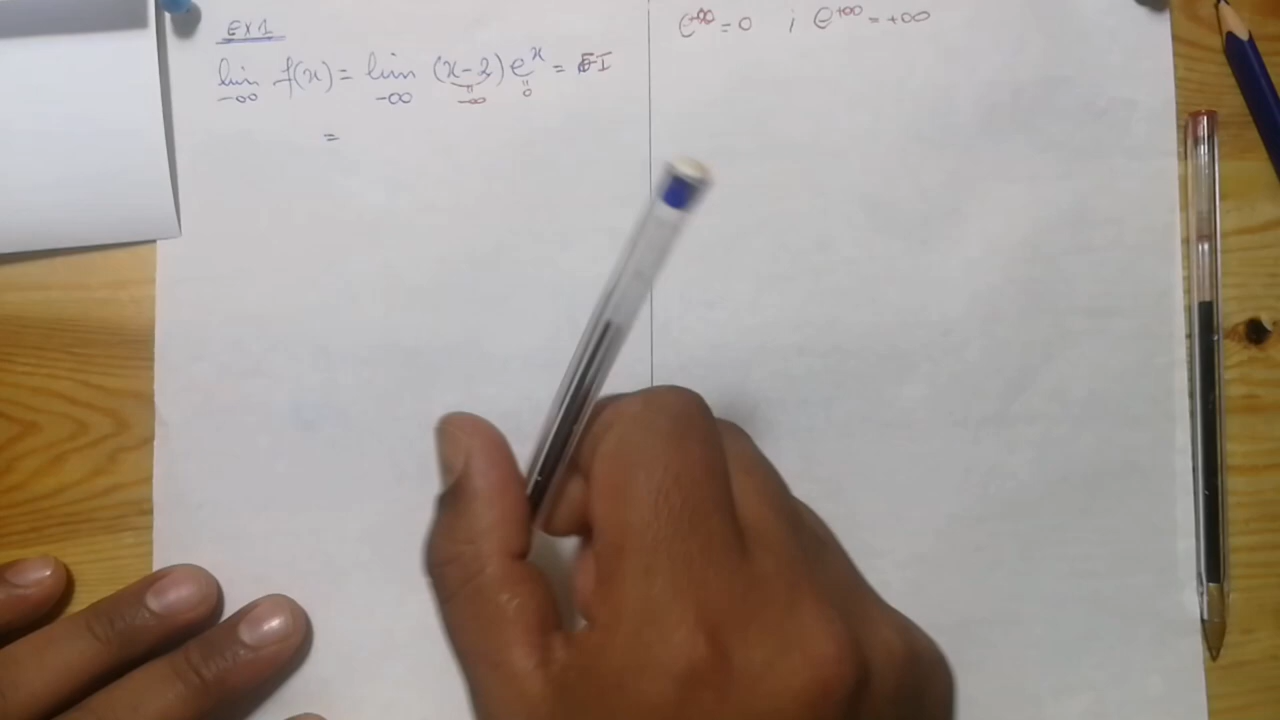 EX1
lim f(x) = lim (x-2)e^x = FI
-∞ -∞ -∞ 0
=
e^-∞ = 0 ; e^+∞ = +∞